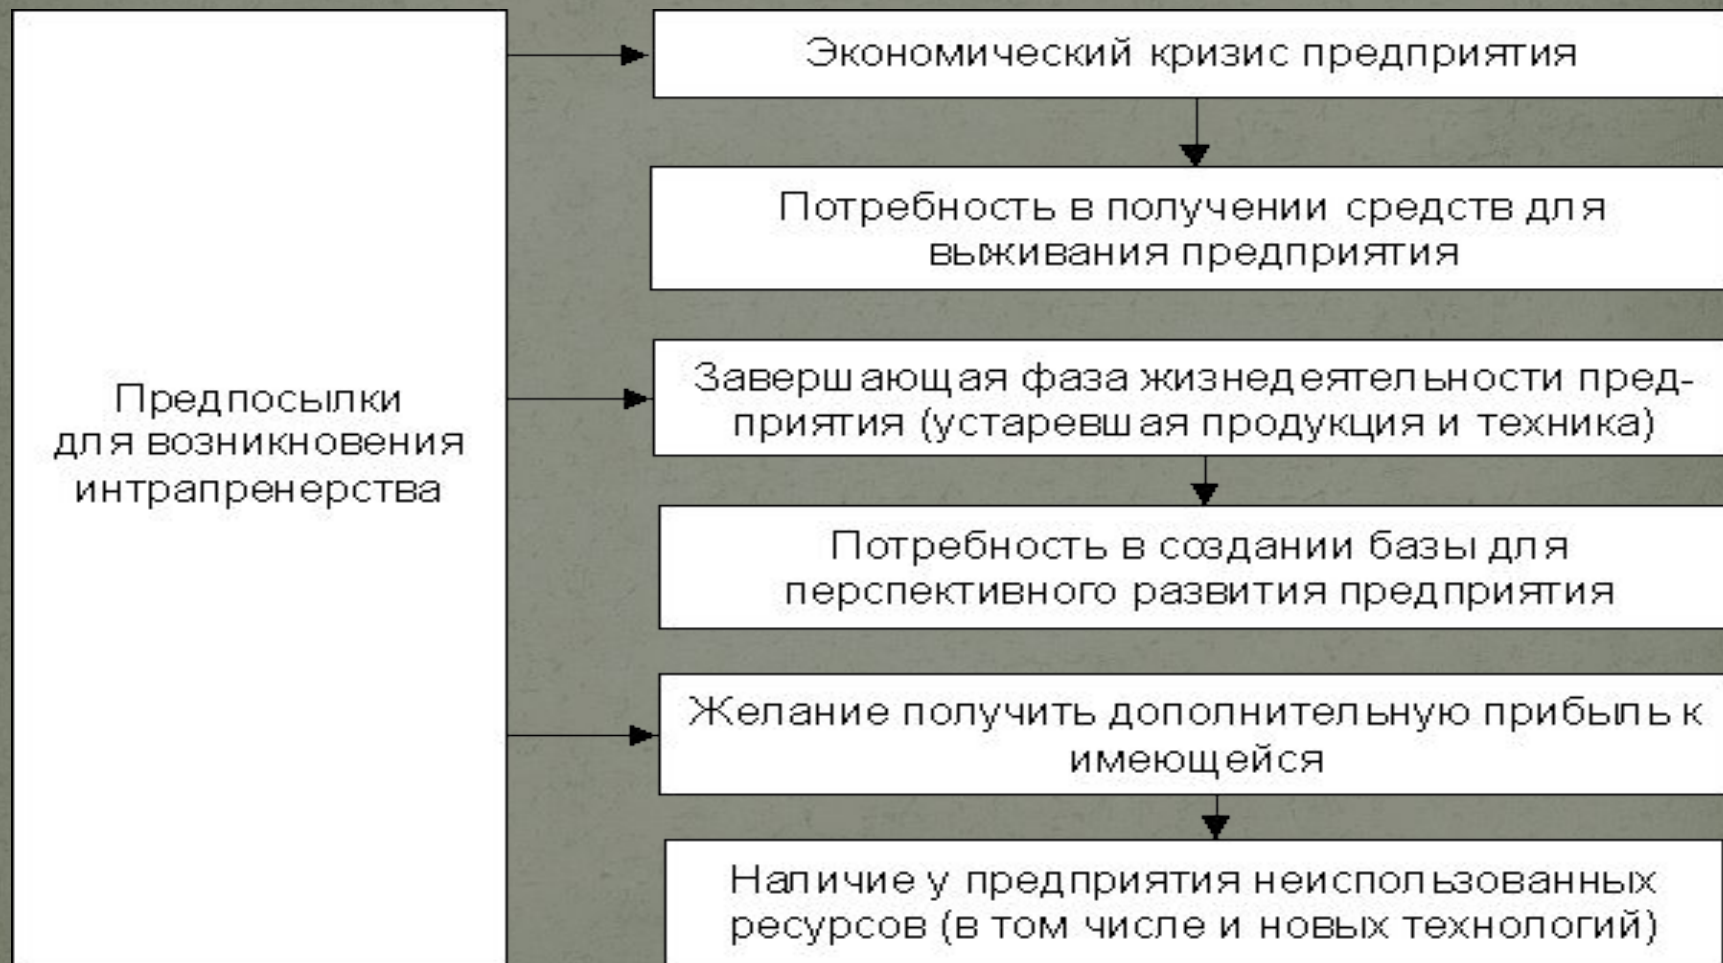 Предпосылки
для возникновения
интрапренерства
Экономический кризис предприятия
Потребность в получении средств для
выживания предприятия
Завершающая фаза жизнедеятельности пред-
приятия (устаревшая продукция и техника)
Потребность в создании базы для
перспективного развития предприятия
Желание получить дополнительную прибыль к
имеющейся
Наличие у предприятия неиспользованных
ресурсов (в том числе и новых технологий)